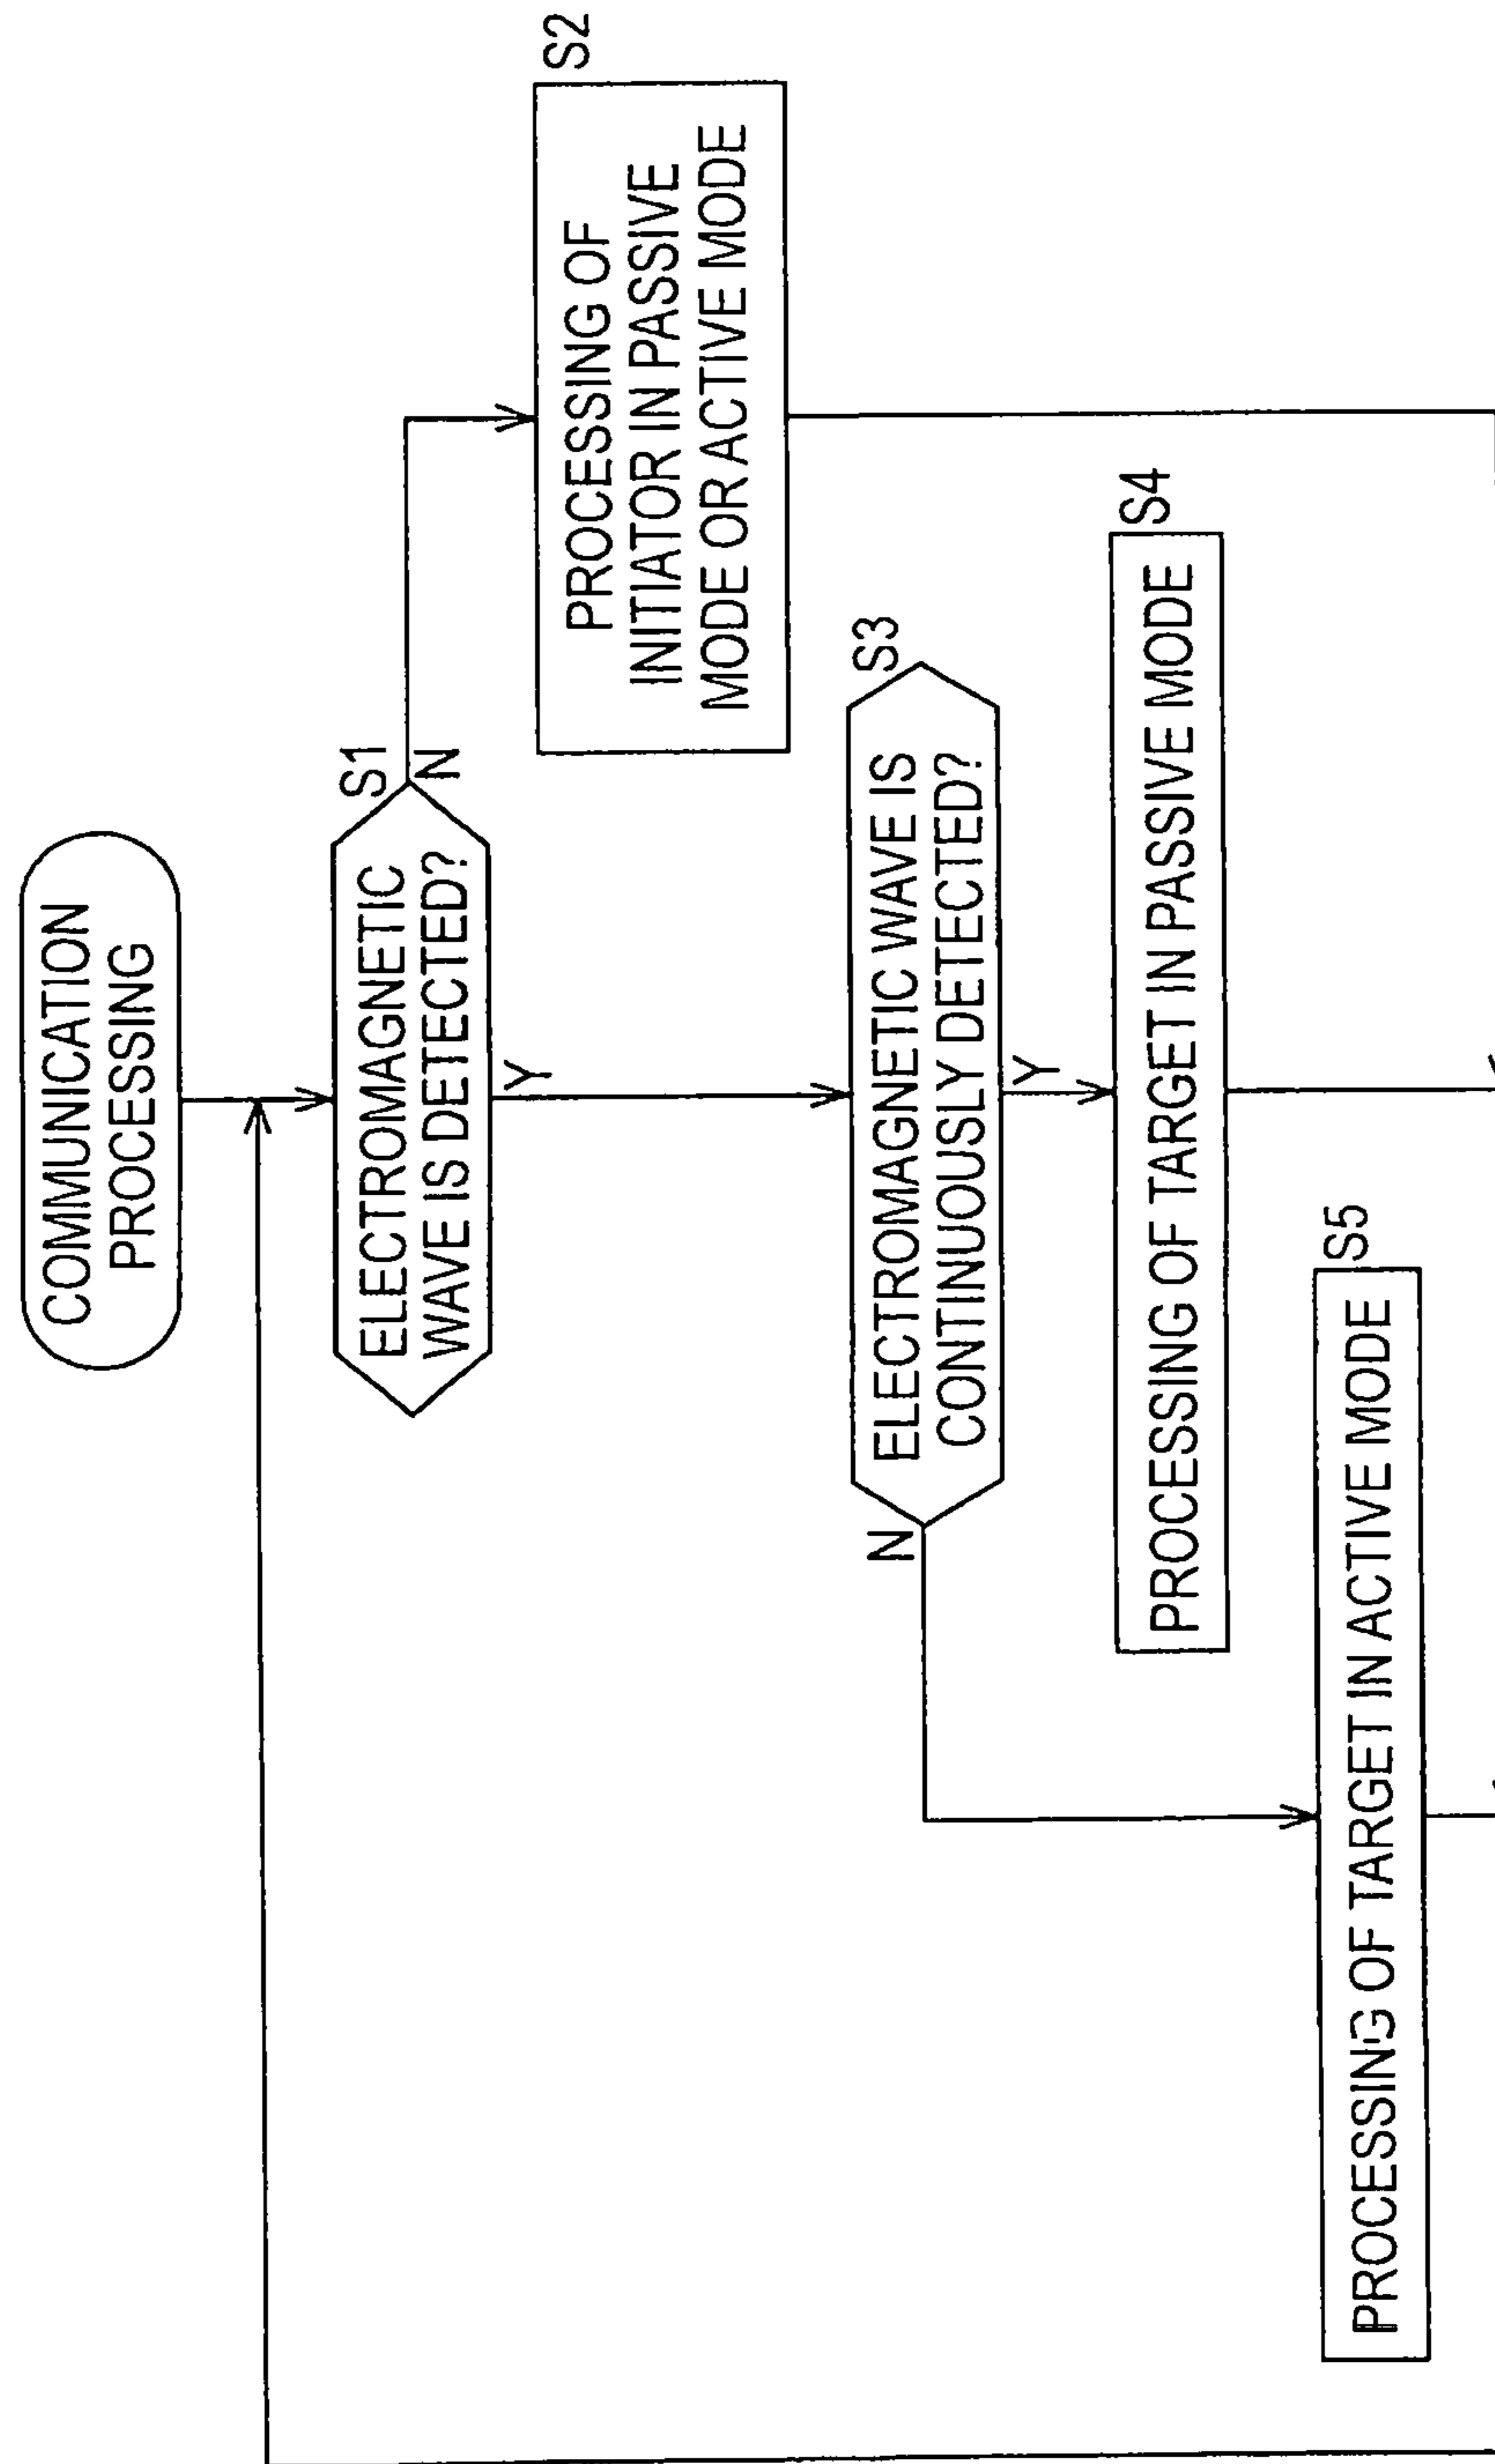 COMMUNICATION
PROCESSING
S1
ELECTROMAGNETIC
WAVE IS DETECTED?
N
Y
S2
PROCESSING OF
INITIATOR IN PASSIVE
MODE OR ACTIVE MODE
S3
ELECTROMAGNETIC WAVE IS
CONTINUOUSLY DETECTED?
N
Y
S4
PROCESSING OF TARGET IN PASSIVE MODE
S5
PROCESSING OF TARGET IN ACTIVE MODE